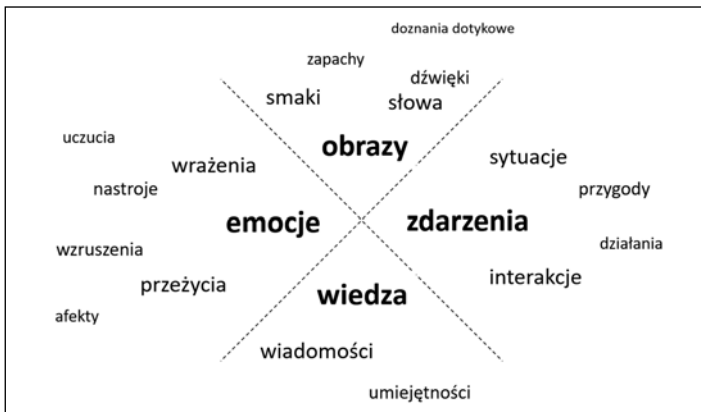 doznania dotykowe
zapachy
dźwięki
smaki
słowa
obrazy
uczucia
wrażenia
nastroje
emocje
wzruszenia
przeżycia
afekty
sytuacje
przygody
zdarzenia
działania
interakcje
wiedza
wiadomości
umiejętności